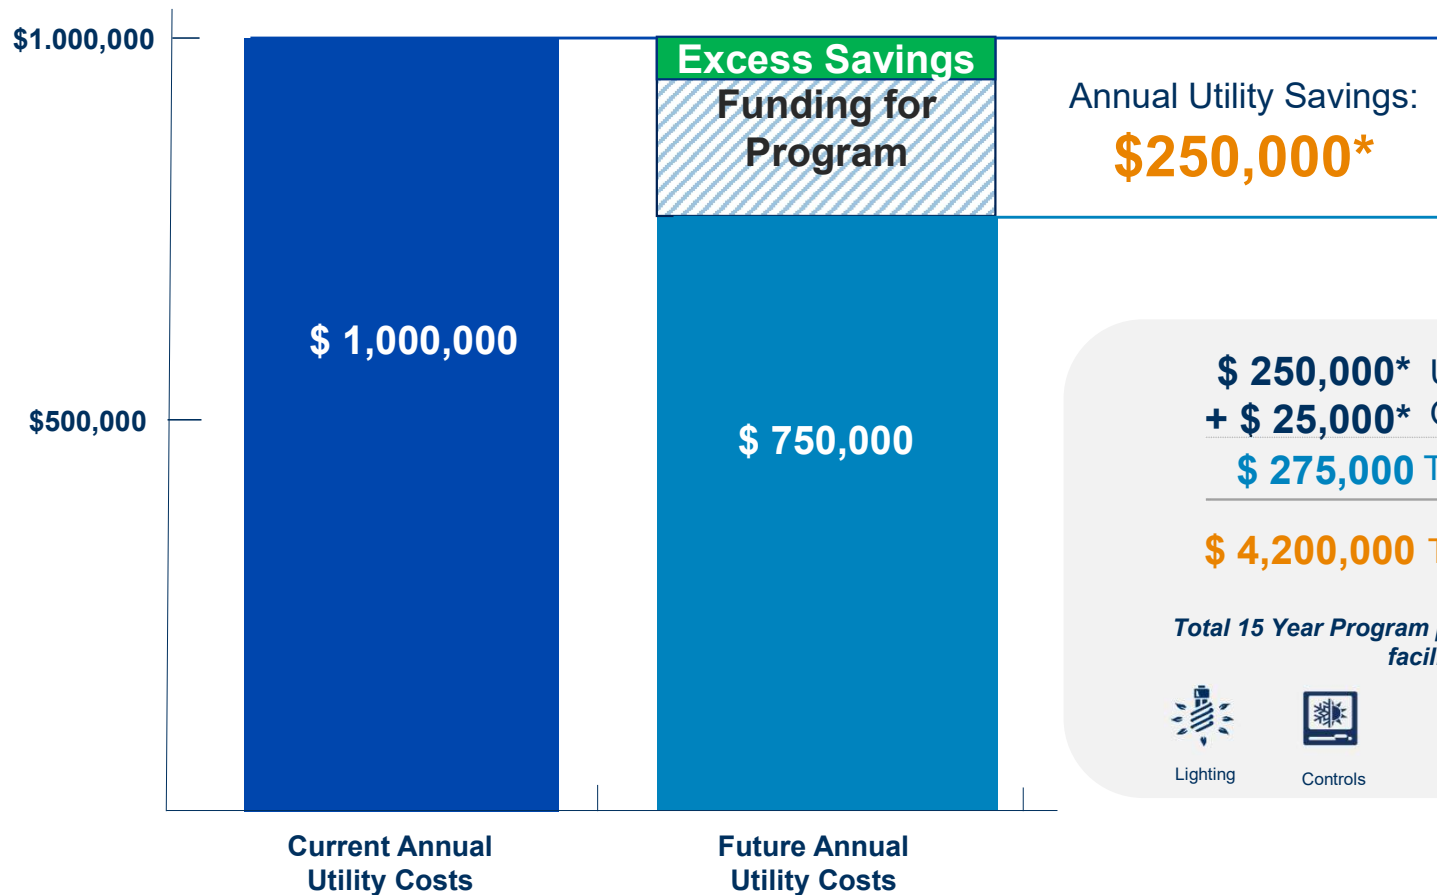 $1.000,000
$500,000
$ 1,000,000
Excess Savings
Funding for
Program
$ 750,000
Current Annual
Utility Costs
Future Annual
Utility Costs
Annual Utility Savings:
$250,000*
$ 250,000*
+ $ 25,000*
$ 275,000
$ 4,200,000
Total 15 Year Program
Lighting
Controls